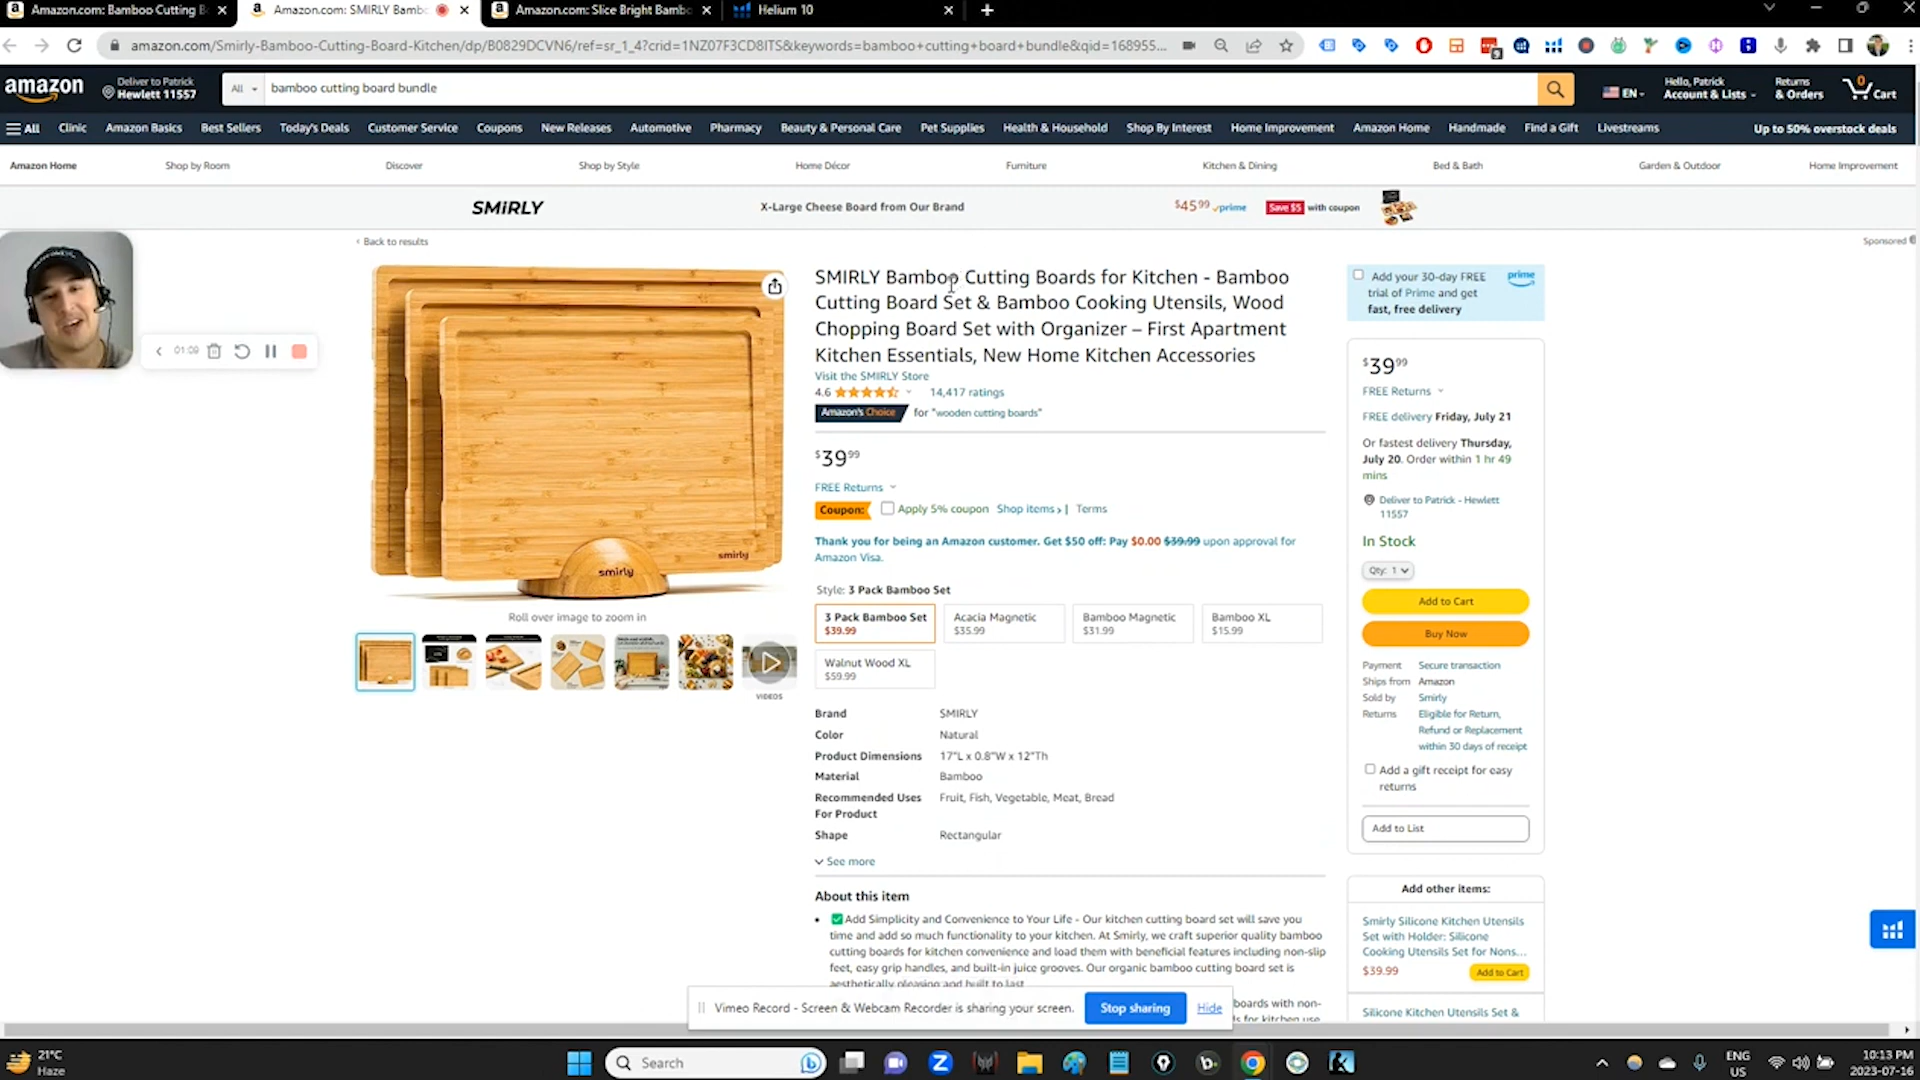 Amazon.com: Bamboo Cutting B
Amazon.com: SMIRLY Bambo
Amazon.com: Slice Bright Bamb
Helium 10
amazon.com/Smirly-Bamboo-Cutting-Board-Kitchen/dp/B0829DCVN6/ref=sr_1_4?crid=1NZ07F3CD8ITS&keywords=bamboo+cutting+board+bundle&qid=168955...
amazon
Deliver to Patrick
Hewlett 11557
All
bamboo cutting board bundle
EN
Hello, Patrick
Account & Lists
Returns
& Orders
0
Cart
All
Clinic
Amazon Basics
Best Sellers
Today's Deals
Customer Service
Coupons
New Releases
Automotive
Pharmacy
Beauty & Personal Care
Pet Supplies
Health & Household
Shop By Interest
Home Improvement
Amazon Home
Handmade
Find a Gift
Livestreams
Up to 50% overstock deals
Amazon Home
Shop by Room
Discover
Shop by Style
Home Décor
Furniture
Kitchen & Dining
Bed & Bath
Garden & Outdoor
Home Improvement
SMiRLY
X-Large Cheese Board from Our Brand
$45⁹⁹ prime
Save $5 with coupon
‹ Back to results
Sponsored
01:09
smirly
smirly
Roll over image to zoom in
VIDEOS
SMIRLY Bamboo Cutting Boards for Kitchen - Bamboo
Cutting Board Set & Bamboo Cooking Utensils, Wood
Chopping Board Set with Organizer – First Apartment
Kitchen Essentials, New Home Kitchen Accessories
Visit the SMIRLY Store
4.6
14,417 ratings
Amazon's Choice for "wooden cutting boards"
$39⁹⁹
FREE Returns
Coupon: Apply 5% coupon Shop items › | Terms
Thank you for being an Amazon customer. Get $50 off: Pay $0.00 $39.99 upon approval for
Amazon Visa.
Style: 3 Pack Bamboo Set
3 Pack Bamboo Set
$39.99
Acacia Magnetic
$35.99
Bamboo Magnetic
$31.99
Bamboo XL
$15.99
Walnut Wood XL
$59.99
Brand SMIRLY
Color Natural
Product Dimensions 17"L x 0.8"W x 12"Th
Material Bamboo
Recommended Uses Fruit, Fish, Vegetable, Meat, Bread
For Product
Shape Rectangular
See more
About this item
• ✅Add Simplicity and Convenience to Your Life - Our kitchen cutting board set will save you
time and add so much functionality to your kitchen. At Smirly, we craft superior quality bamboo
cutting boards for kitchen convenience and load them with beneficial features including non-slip
feet, easy grip handles, and built-in juice grooves. Our organic bamboo cutting board set is
aesthetically pleasing and built to last
boards with non-
ds for kitchen use
Add your 30-day FREE
trial of Prime and get
fast, free delivery
prime
$39⁹⁹
FREE Returns
FREE delivery Friday, July 21
Or fastest delivery Thursday,
July 20. Order within 1 hr 49
mins
Deliver to Patrick - Hewlett
11557
In Stock
Qty: 1
Add to Cart
Buy Now
Payment Secure transaction
Ships from Amazon
Sold by Smirly
Returns Eligible for Return,
Refund or Replacement
within 30 days of receipt
Add a gift receipt for easy
returns
Add to List
Add other items:
Smirly Silicone Kitchen Utensils
Set with Holder: Silicone
Cooking Utensils Set for Nons...
$39.99
Add to Cart
Silicone Kitchen Utensils Set &
Vimeo Record - Screen & Webcam Recorder is sharing your screen.
Stop sharing
Hide
21°C
Haze
Search
ENG
US
10:13 PM
2023-07-16